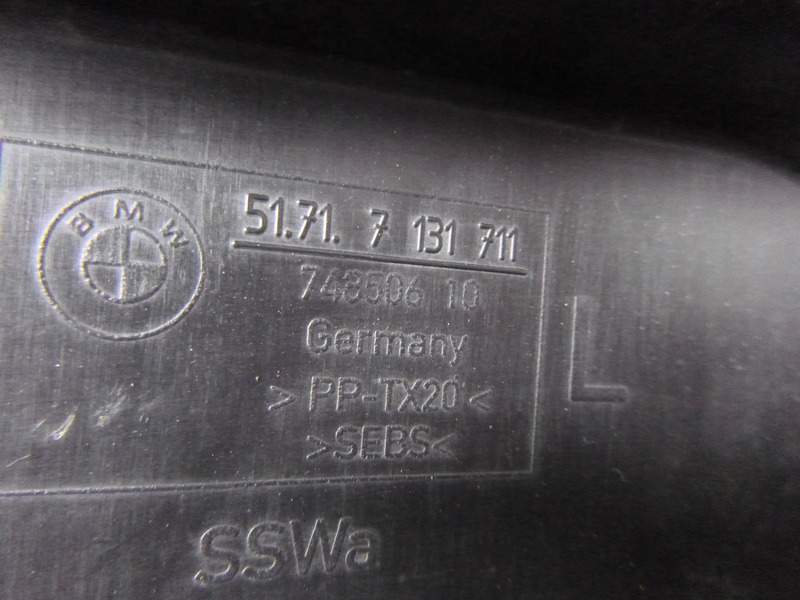 BMW
51.71. 7 131 711
743506 10
Germany
> PP-TX20 <
>SEBS<
L
SSWa